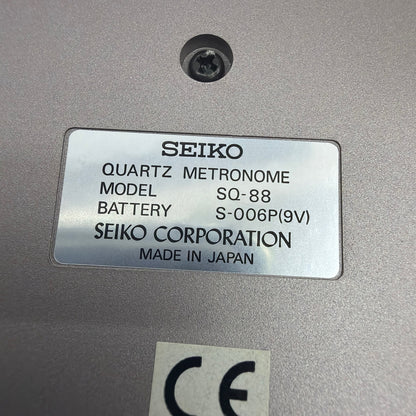 SEIKO
QUARTZ METRONOME
MODEL SQ-88
BATTERY S-006P(9V)
SEIKO CORPORATION
MADE IN JAPAN
CE